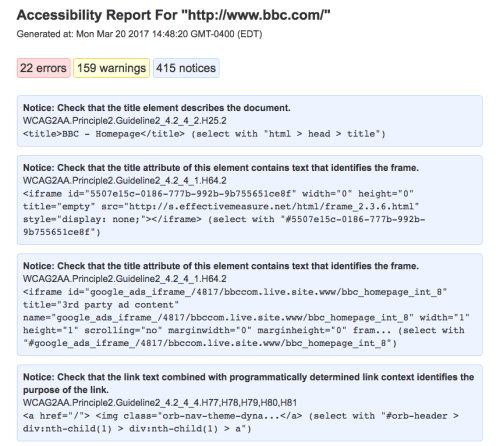 Accessibility Report For "http://www.bbc.com/"
Generated at: Mon Mar 20 2017 14:48:20 GMT-0400 (EDT)
22 errors 159 warnings 415 notices
Notice: Check that the title element describes the document.
WCAG2AA.Principle2.Guideline2_4.2_4_2.H25.2
<title>BBC - Homepage</title> (select with "html > head > title")
Notice: Check that the title attribute of this element contains text that identifies the frame.
WCAG2AA.Principle2.Guideline2_4.2_4_1.H64.2
<iframe id="5507e15c-0186-777b-992b-9b755651ce8f" width="0" height="0"
title="empty" src="http://s.effectivemeasure.net/html/frame_2.3.6.html"
style="display: none;"></iframe> (select with "#5507e15c-0186-777b-992b-
9b755651ce8f")
Notice: Check that the title attribute of this element contains text that identifies the frame.
WCAG2AA.Principle2.Guideline2_4.2_4_1.H64.2
<iframe id="google_ads_iframe_/4817/bbccom.live.site.www/bbc_homepage_int_8"
title="3rd party ad content"
name="google_ads_iframe_/4817/bbccom.live.site.www/bbc_homepage_int_8" width="1"
height="1" scrolling="no" marginwidth="0" marginheight="0" fram... (select with
"#google_ads_iframe_/4817/bbccom.live.site.www/bbc_homepage_int_8")
Notice: Check that the link text combined with programmatically determined link context identifies the
purpose of the link.
WCAG2AA.Principle2.Guideline2_4.2_4_4.H77,H78,H79,H80,H81
<a href="/"> <img class="orb-nav-theme-dyna...</a> (select with "#orb-header >
div:nth-child(1) > div:nth-child(1) > a")